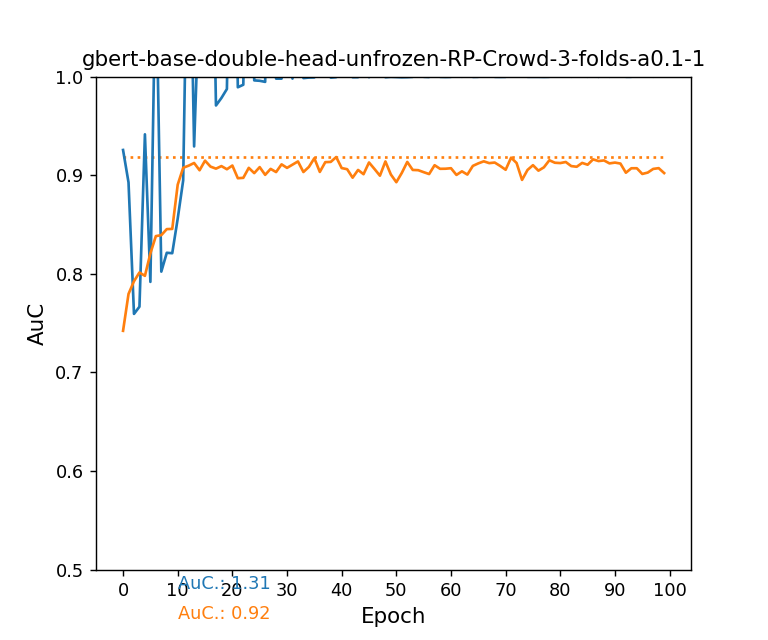 gbert-base-double-head-unfrozen-RP-Crowd-3-folds-a0.1-1
1.0
0.9
0.8
0.7
0.6
0.5
AuC
0 10 20 30 40 50 60 70 80 90 100
AuC.: 1.31
AuC.: 0.92
Epoch